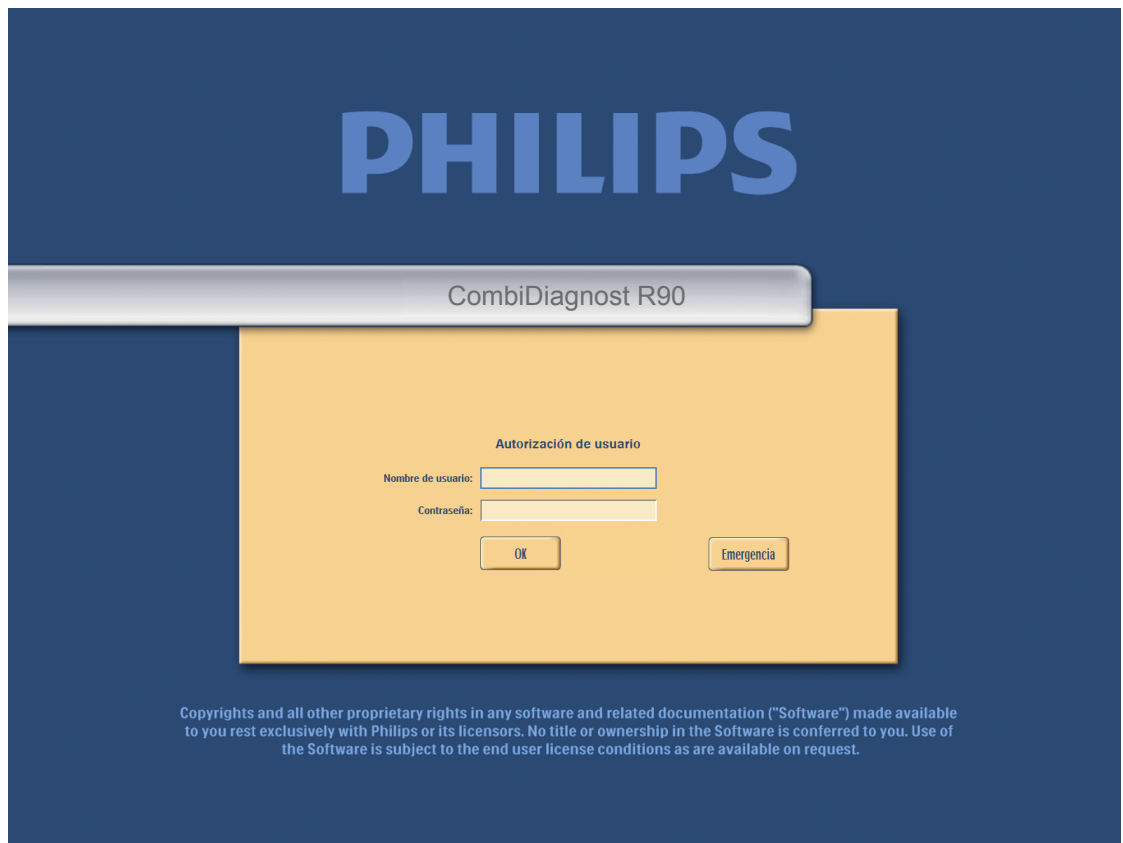 PHILIPS
CombiDiagnost R90
Autorización de usuario
Nombre de usuario:
Contraseña:
OK
Emergencia
Copyrights and all other proprietary rights in any software and related documentation ("Software") made available
to you rest exclusively with Philips or its licensors. No title or ownership in the Software is conferred to you. Use of
the Software is subject to the end user license conditions as are available on request.